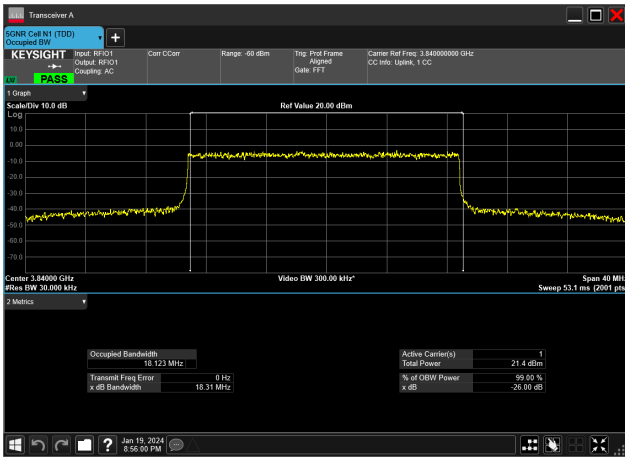 Transceiver A
5GNR Cell N1 (TDD)
Occupied BW
KEYSIGHT
LNI
PASS
Input: RFIO1
Output: RFIO1
Coupling: AC
Corr CCorr
Range: -60 dBm
Trig: Prot Frame
Aligned
Gate: FFT
Carrier Ref Freq: 3.840000000 GHz
CC Info: Uplink, 1 CC
1 Graph
Scale/Div 10.0 dB
Ref Value 20.00 dBm
Log
10.0
0.00
-10.0
-20.0
-30.0
-40.0
-50.0
-60.0
-70.0
Center 3.84000 GHz
Video BW 300.00 kHz*
Span 40 MHz
#Res BW 30.000 kHz
Sweep 53.1 ms (2001 pts
2 Metrics
Occupied Bandwidth
18.123 MHz
Transmit Freq Error 0 Hz
x dB Bandwidth 18.31 MHz
Active Carrier(s) 1
Total Power 21.4 dBm
% of OBW Power 99.00 %
x dB -26.00 dB
?
Jan 19, 2024
8:56:00 PM